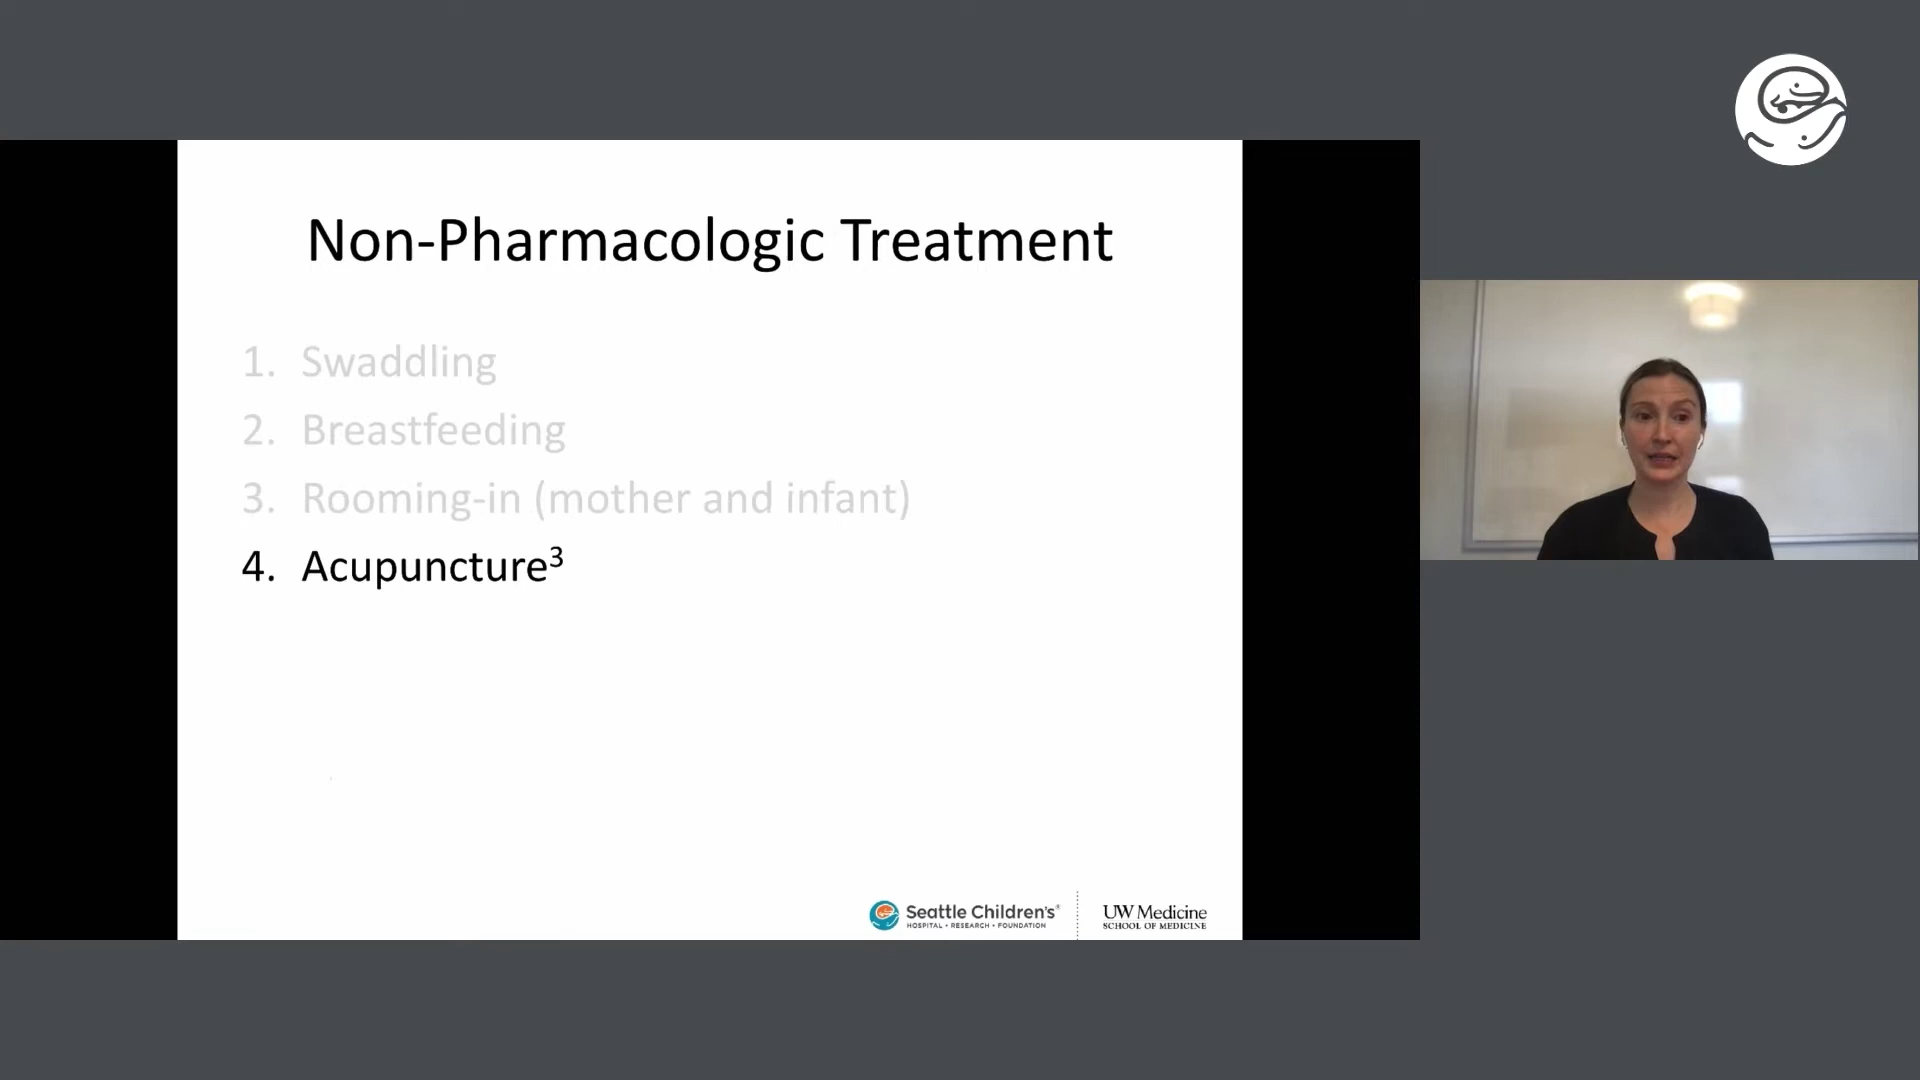 Non-Pharmacologic Treatment
1. Swaddling
2. Breastfeeding
3. Rooming-in (mother and infant)
4. Acupuncture³
Seattle Children's®
HOSPITAL • RESEARCH • FOUNDATION
UW Medicine
SCHOOL OF MEDICINE